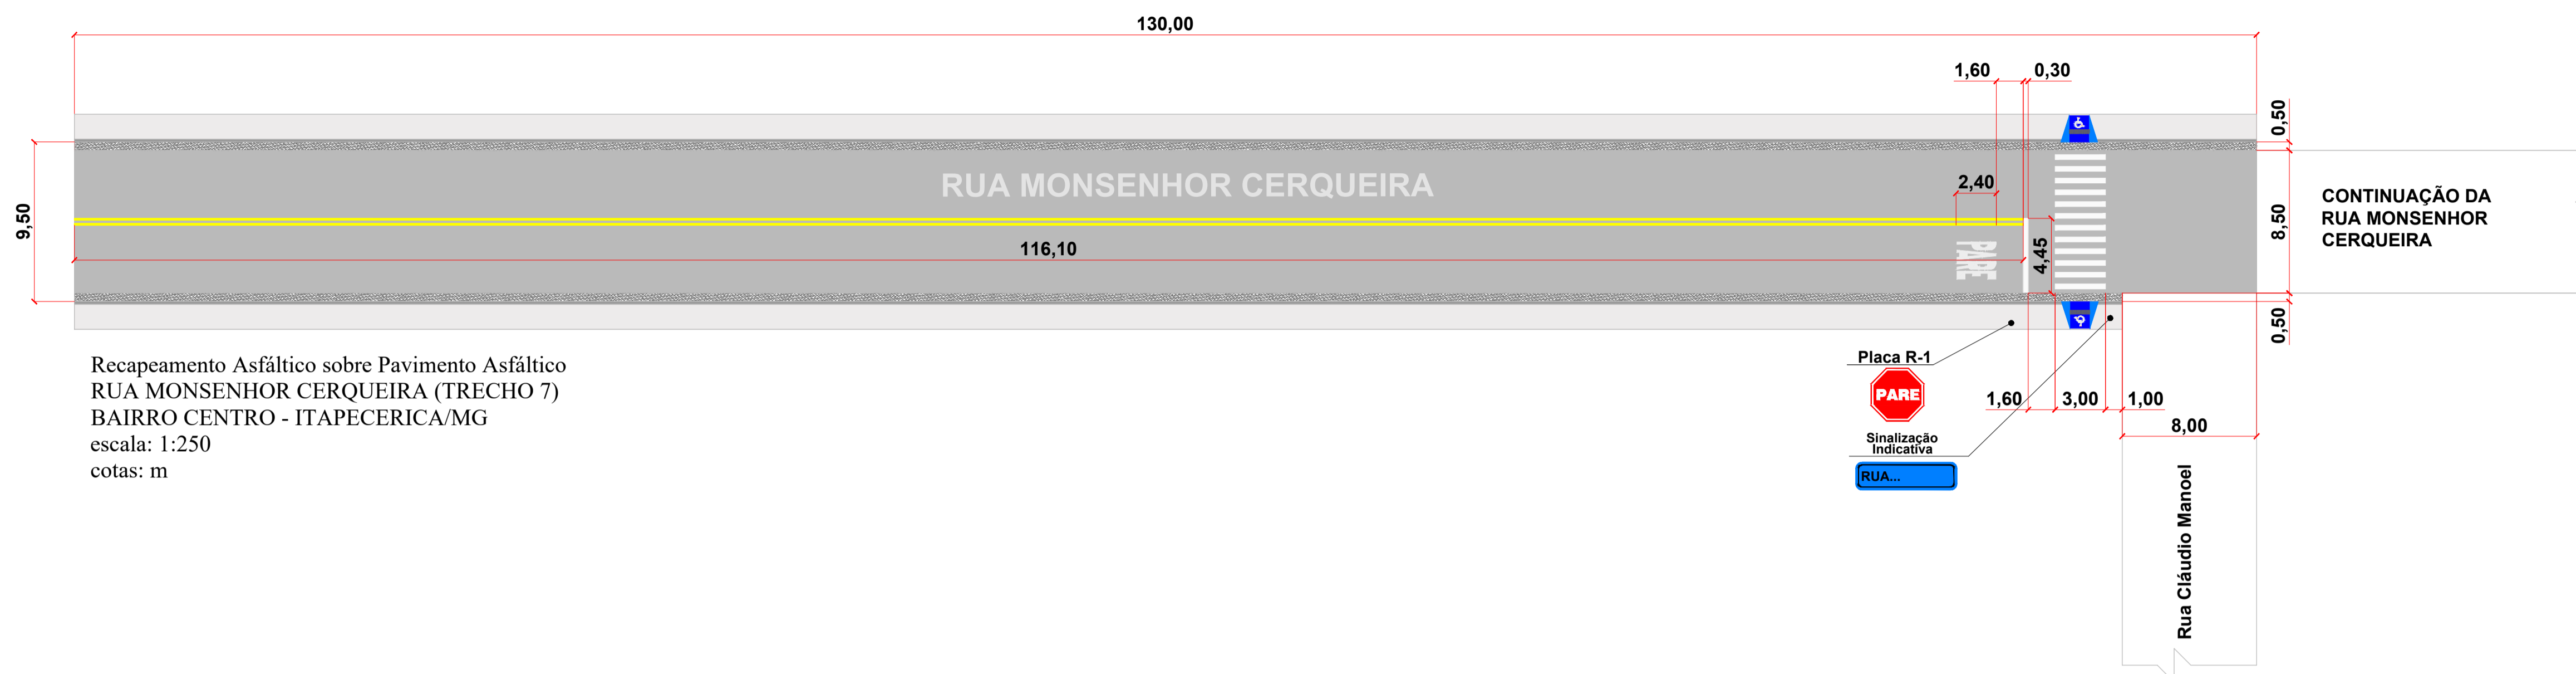 130,00
1,60
0,30
0,50
RUA MONSENHOR CERQUEIRA
2,40
9,50
8,50
CONTINUAÇÃO DA
RUA MONSENHOR
CERQUEIRA
116,10
4,45
PARE
0,50
Recapeamento Asfáltico sobre Pavimento Asfáltico
RUA MONSENHOR CERQUEIRA (TRECHO 7)
BAIRRO CENTRO - ITAPECERICA/MG
escala: 1:250
cotas: m
Placa R-1
PARE
1,60
3,00
1,00
8,00
Sinalização
Indicativa
RUA...
Rua Cláudio Manoel